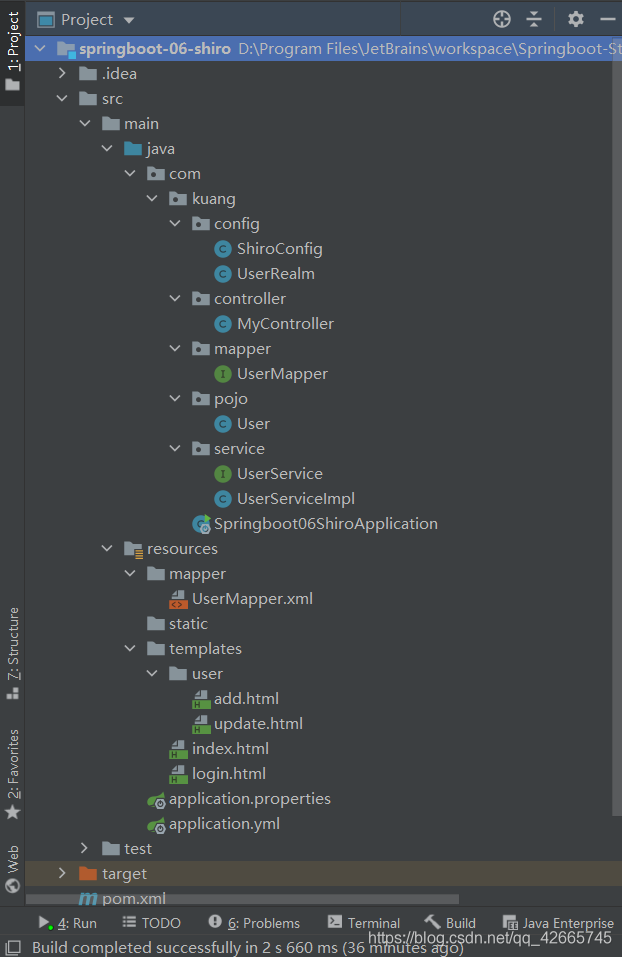 1: Project
Project
springboot-06-shiro D:\Program Files\JetBrains\workspace\Springboot-St
.idea
src
main
java
com
kuang
config
ShiroConfig
UserRealm
controller
MyController
mapper
UserMapper
pojo
User
service
UserService
UserServiceImpl
Springboot06ShiroApplication
resources
mapper
UserMapper.xml
static
templates
user
add.html
update.html
index.html
login.html
application.properties
application.yml
test
target
pom.xml
7: Structure
2: Favorites
Web
4: Run TODO 6: Problems Terminal Build Java Enterprise
Build completed successfully in 2 s 660 ms (36 minutes ago)
https://blog.csdn.net/qq_42665745